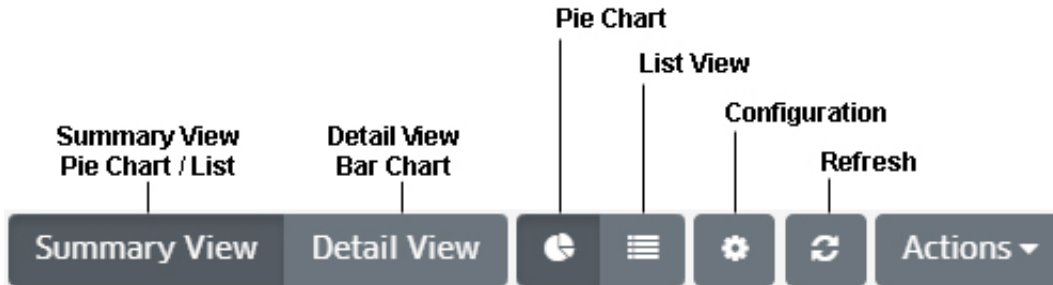 Pie Chart
List View
Configuration
Summary View
Pie Chart / List
Detail View
Bar Chart
Refresh
Summary View
Detail View
Actions